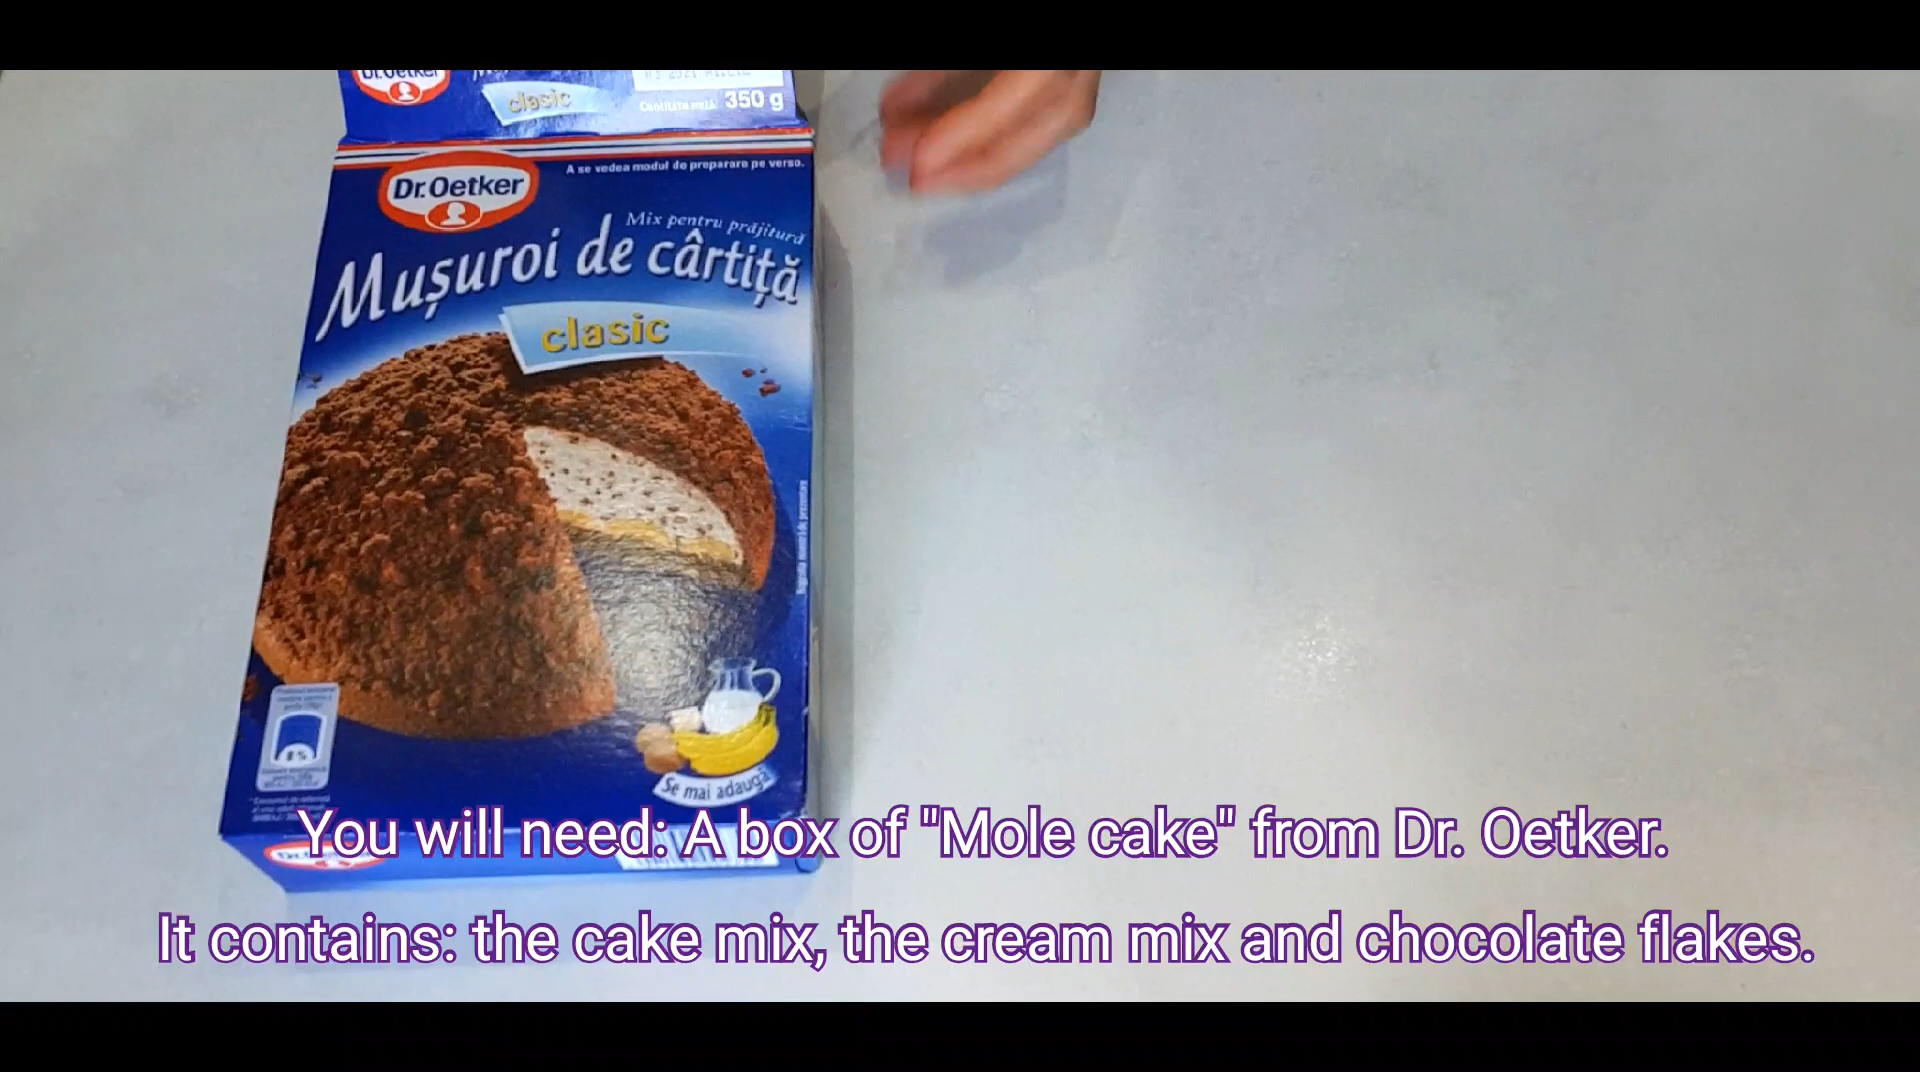 Dr. Oetker
clasic
Cantitate netă 350 g
A se vedea modul de preparare pe verso.
Dr. Oetker
Mix pentru prăjitură
Mușuroi de cârtiță
clasic
Se mai adaugă
You will need: A box of "Mole cake" from Dr. Oetker.
It contains: the cake mix, the cream mix and chocolate flakes.